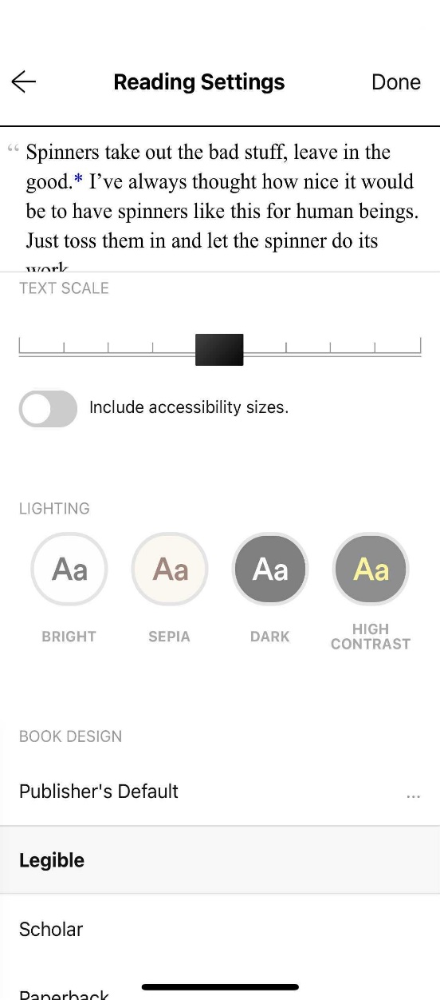 Reading Settings Done
“ Spinners take out the bad stuff, leave in the
good.* I’ve always thought how nice it would
be to have spinners like this for human beings.
Just toss them in and let the spinner do its
work
TEXT SCALE
Include accessibility sizes.
LIGHTING
Aa Aa Aa Aa
BRIGHT SEPIA DARK HIGH
CONTRAST
BOOK DESIGN
Publisher's Default ...
Legible
Scholar
Paperback